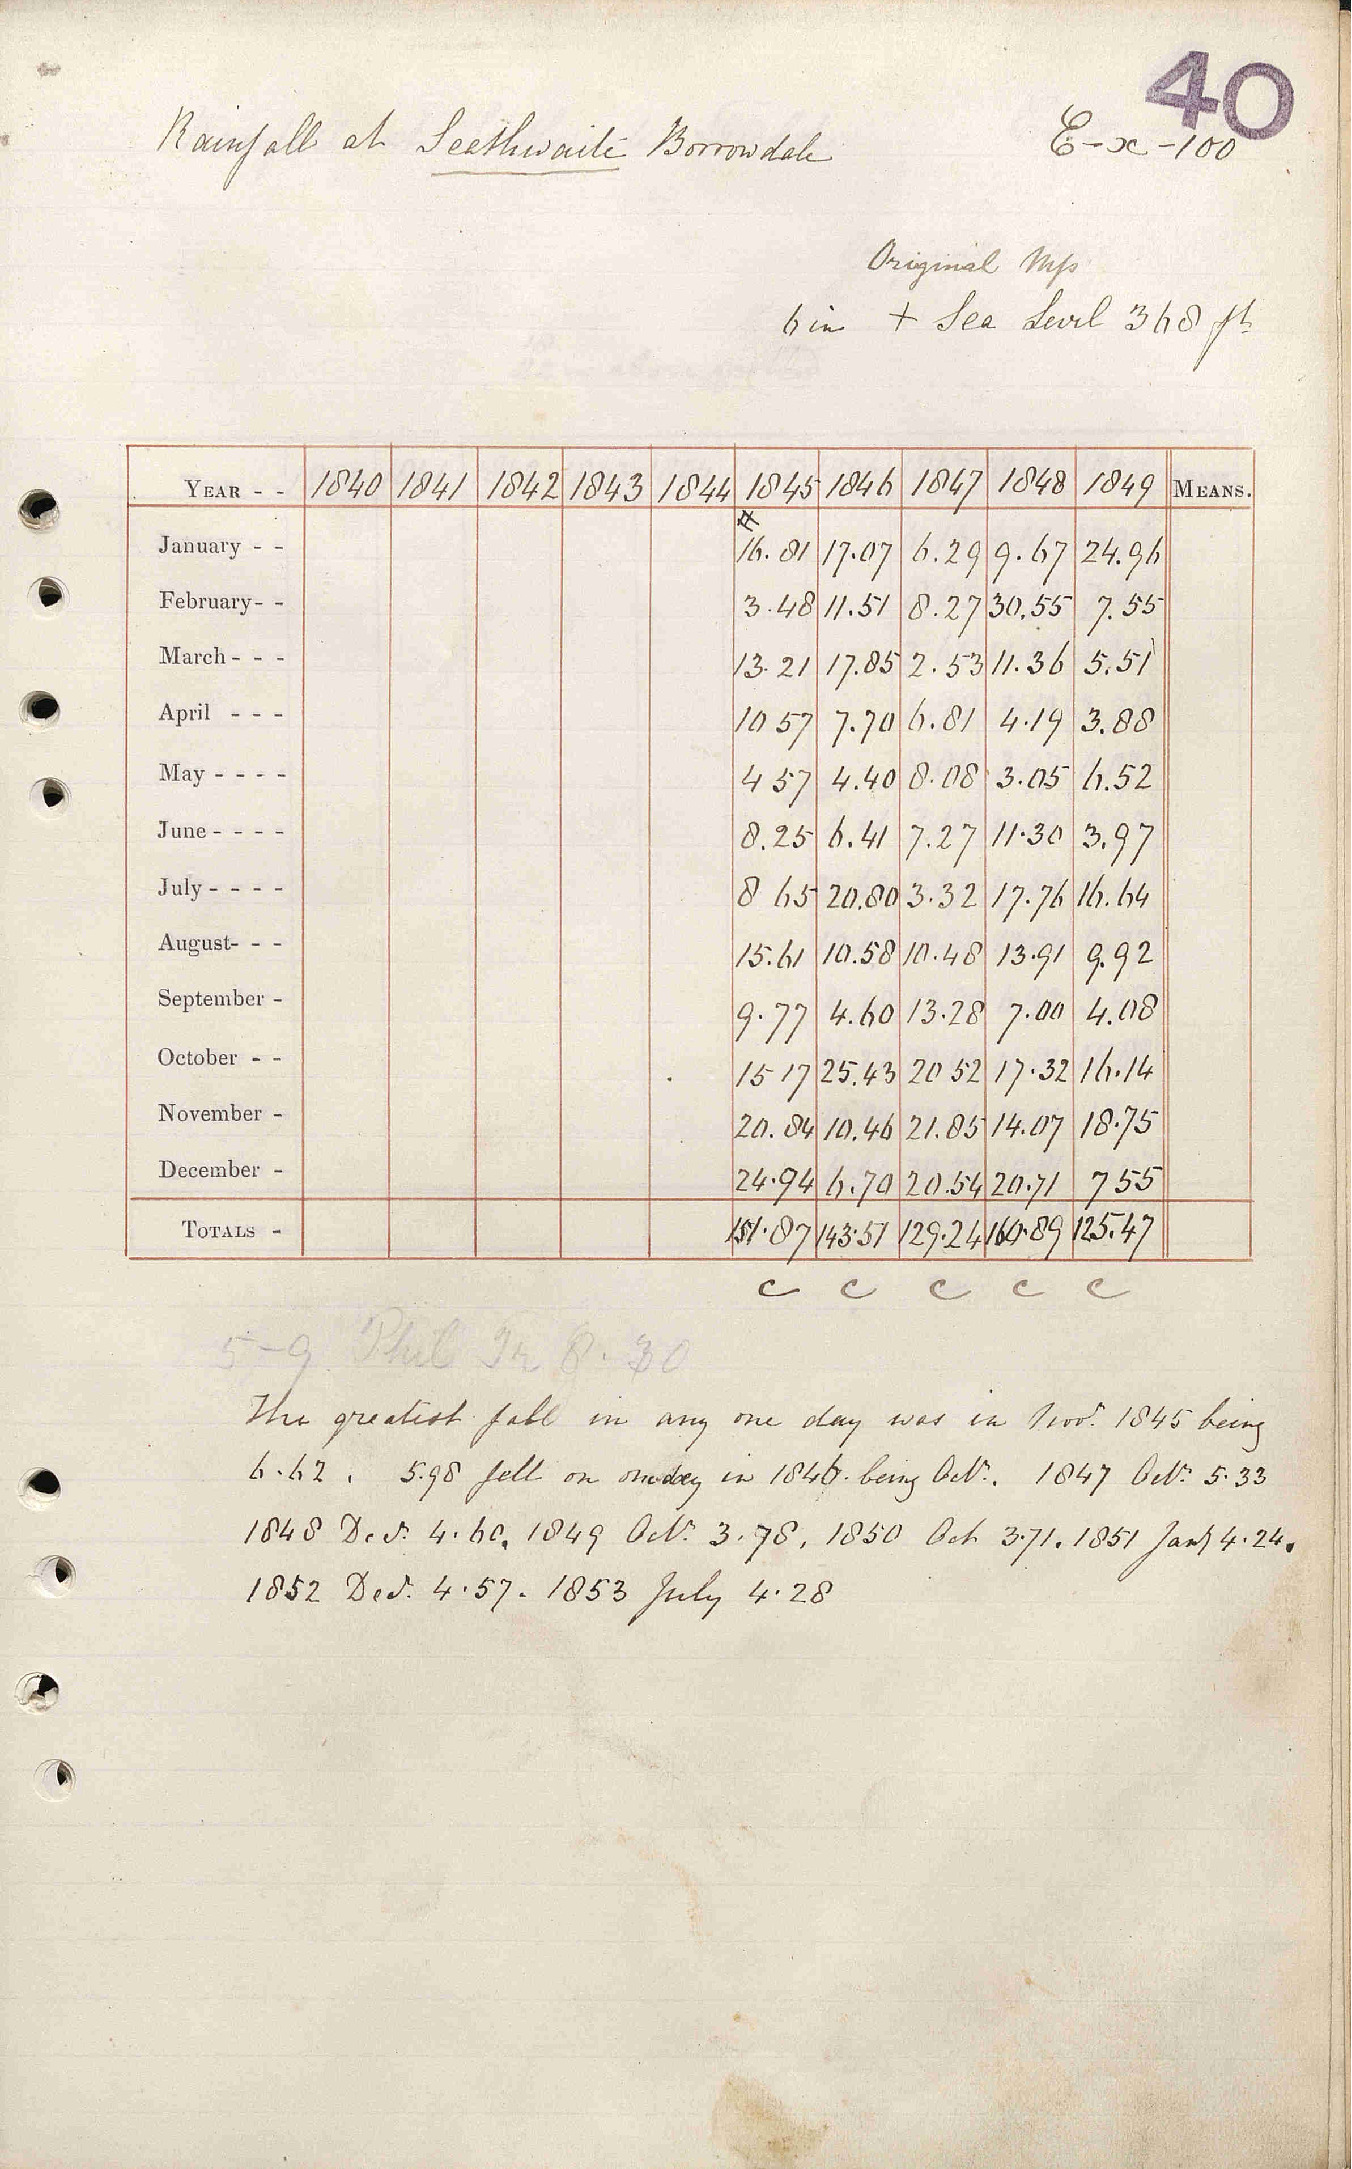 40
Rainfall at Seathwaite Borrowdale E-x-100
Original Mss
6 in + Sea Level 368 ft
YEAR - - 1840 1841 1842 1843 1844 1845 1846 1847 1848 1849 MEANS.
January - - 16.81 17.07 6.29 9.67 24.96
February - - 3.48 11.51 8.27 30.55 7.55
March - - - 13.21 17.85 2.53 11.36 5.51
April - - - 10 57 7.70 6.81 4.19 3.88
May - - - - 4 57 4.40 8.08 3.05 6.52
June - - - - 8.25 6.41 7.27 11.30 3.97
July - - - - 8 65 20.80 3.32 17.76 16.64
August- - - 15.61 10.58 10.48 13.91 9.92
September - 9.77 4.60 13.28 7.00 4.08
October - - 15 17 25.43 20 52 17.32 16.14
November - 20.84 10.46 21.85 14.07 18.75
December - 24.94 6.70 20.54 20.71 7 55
TOTALS - 151.87 143.51 129.24 160.89 125.47
c c c c c
5-9 Phil Tr 8.30
The greatest fall in any one day was in Novr. 1845 being
6.62. 5.98 fell on one day in 1846. being Octr. 1847 Octr. 5.33
1848 Decr. 4.60, 1849 Octr. 3.78, 1850 Oct 3.71. 1851 Jany 4.24.
1852 Decr. 4.57. 1853 July 4.28